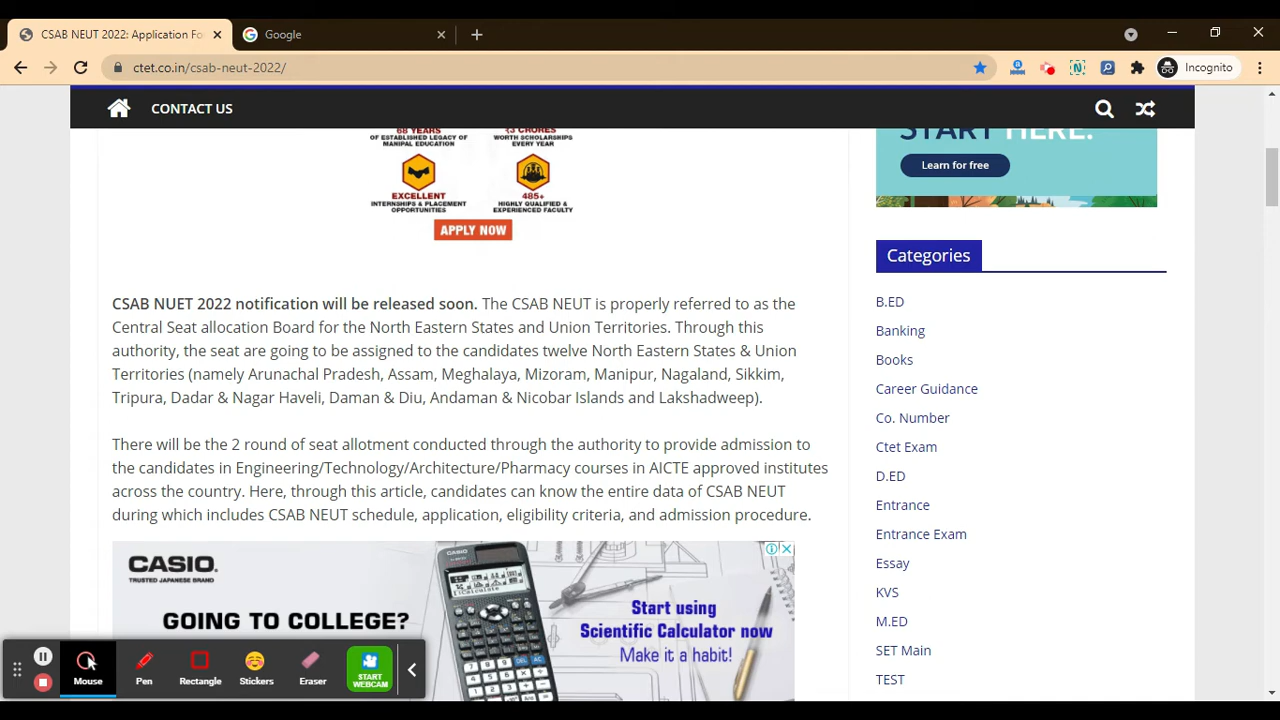 CSAB NEUT 2022: Application Fo
Google
ctet.co.in/csab-neut-2022/
Incognito
CONTACT US
68 YEARS
OF ESTABLISHED LEGACY OF
MANIPAL EDUCATION
₹3 CRORES
WORTH SCHOLARSHIPS
EVERY YEAR
EXCELLENT
INTERNSHIPS & PLACEMENT
OPPORTUNITIES
485+
HIGHLY QUALIFIED &
EXPERIENCED FACULTY
APPLY NOW
CSAB NUET 2022 notification will be released soon. The CSAB NEUT is properly referred to as the
Central Seat allocation Board for the North Eastern States and Union Territories. Through this
authority, the seat are going to be assigned to the candidates twelve North Eastern States & Union
Territories (namely Arunachal Pradesh, Assam, Meghalaya, Mizoram, Manipur, Nagaland, Sikkim,
Tripura, Dadar & Nagar Haveli, Daman & Diu, Andaman & Nicobar Islands and Lakshadweep).
There will be the 2 round of seat allotment conducted through the authority to provide admission to
the candidates in Engineering/Technology/Architecture/Pharmacy courses in AICTE approved institutes
across the country. Here, through this article, candidates can know the entire data of CSAB NEUT
during which includes CSAB NEUT schedule, application, eligibility criteria, and admission procedure.
CASIO.
TRUSTED JAPANESE BRAND
GOING TO COLLEGE?
CASIO
Start using
Scientific Calculator now
Make it a habit!
START HERE.
Learn for free
Categories
B.ED
Banking
Books
Career Guidance
Co. Number
Ctet Exam
D.ED
Entrance
Entrance Exam
Essay
KVS
M.ED
SET Main
TEST
Mouse
Pen
Rectangle
Stickers
Eraser
START
WEBCAM